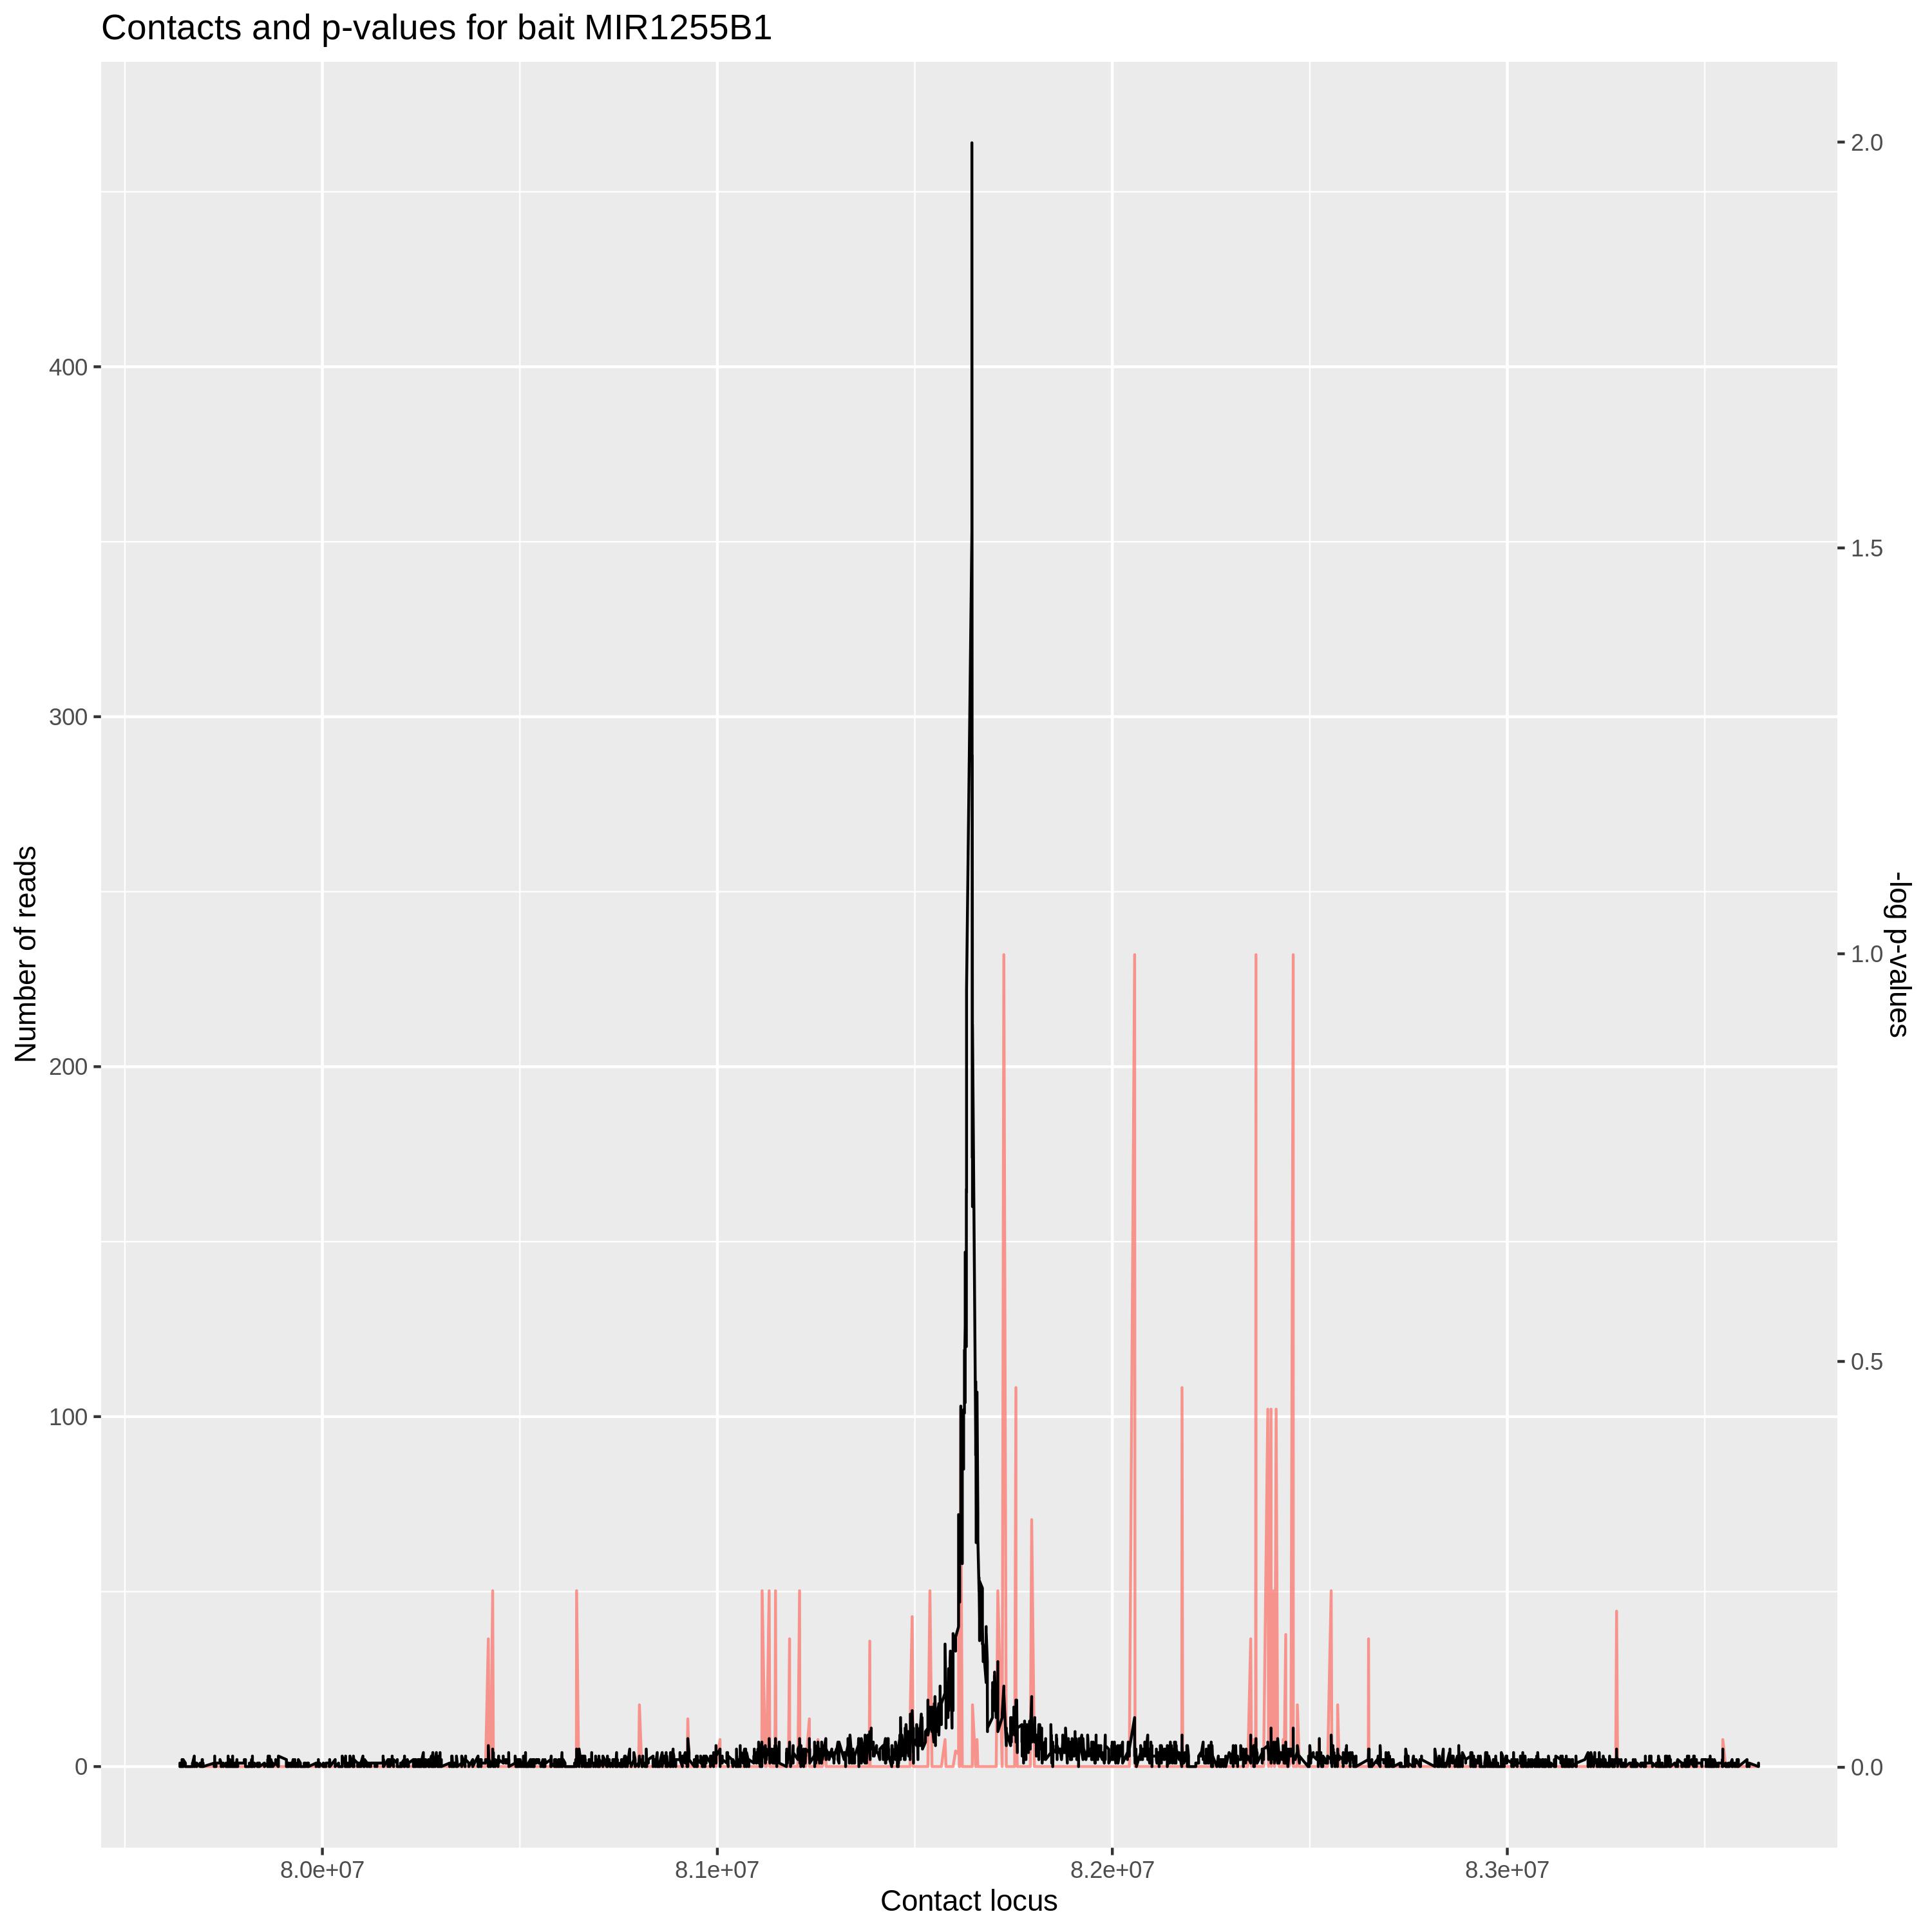 Contacts and p-values for bait MIR1255B1
Number of reads
400
300
200
100
0
2.0
1.5
1.0
0.5
0.0
-log p-values
8.0e+07
8.1e+07
8.2e+07
8.3e+07
Contact locus